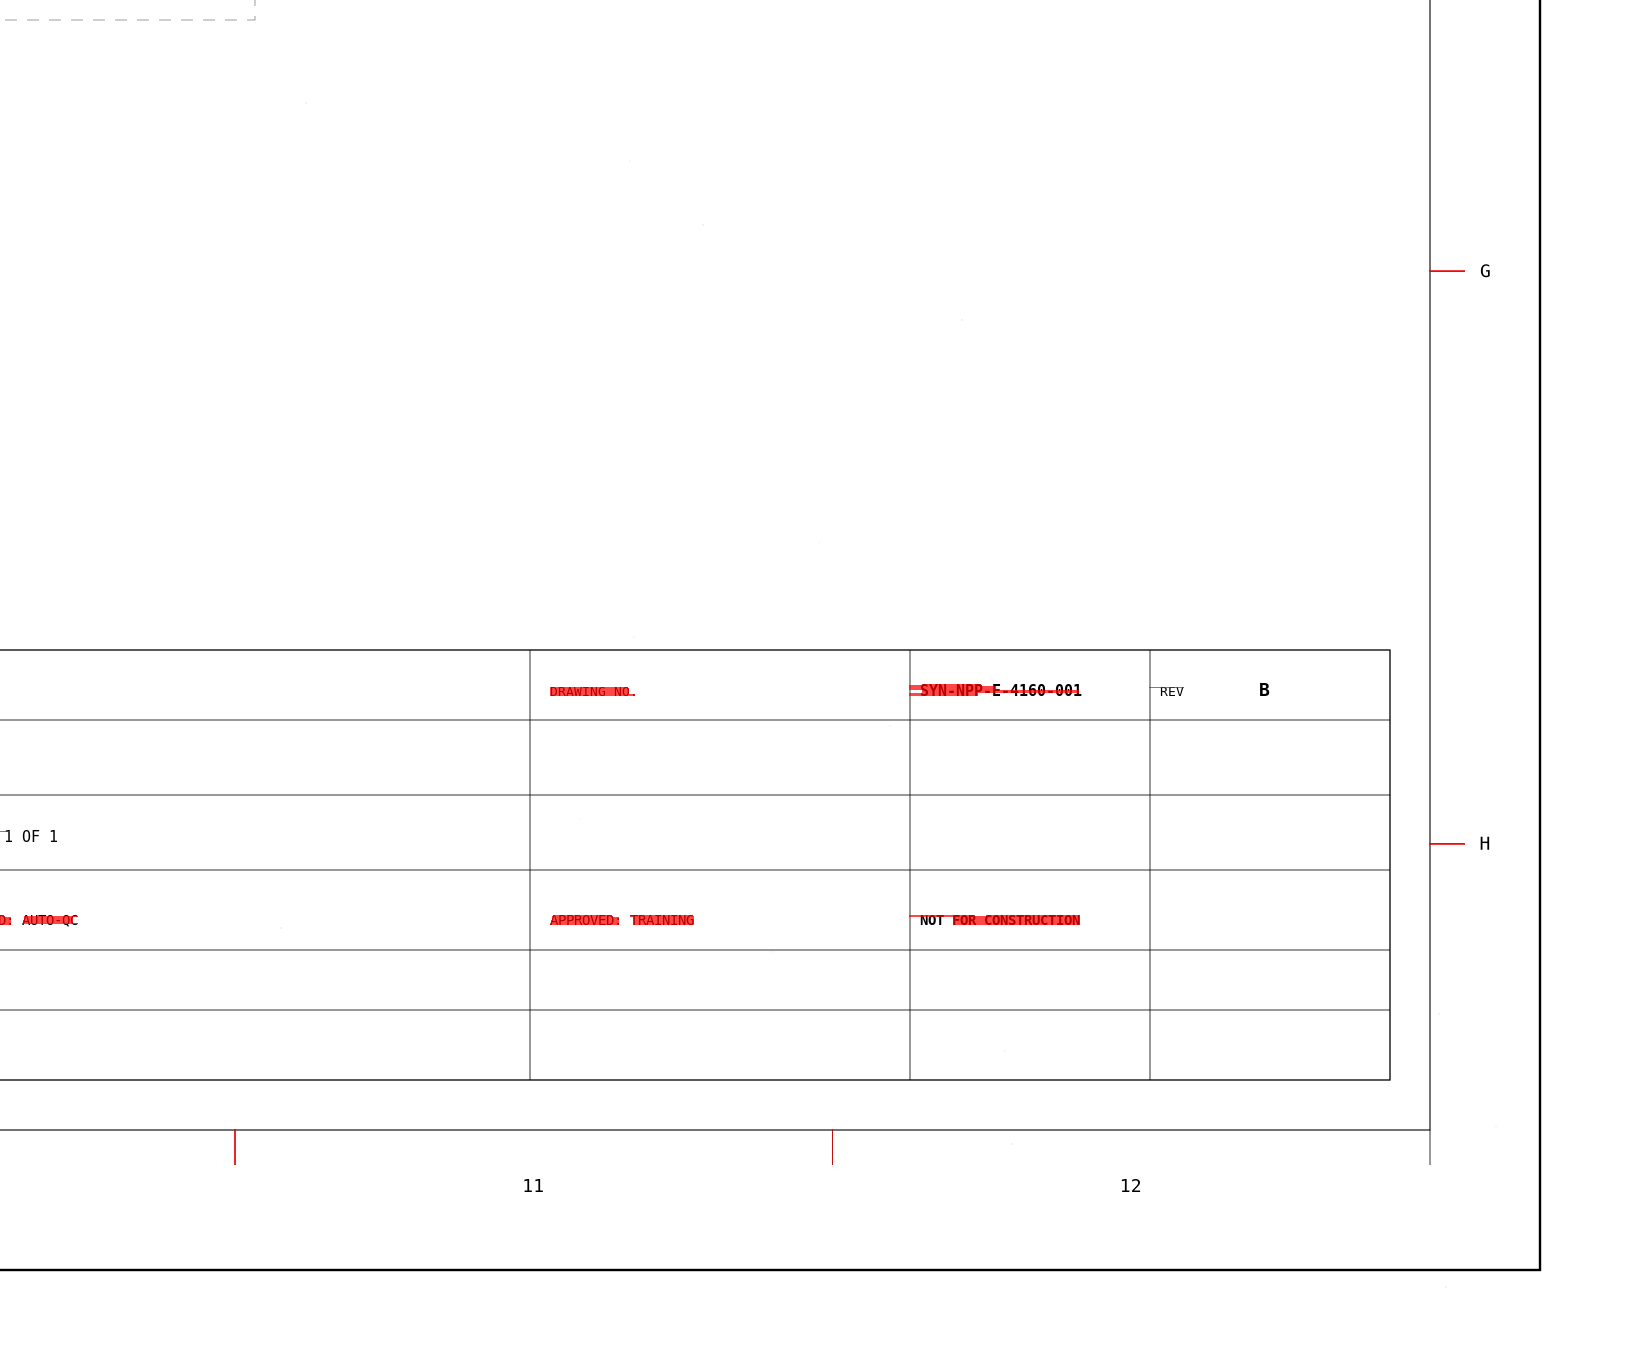 G
DRAWING NO. SYN-NPP-E-4160-001 REV B
1 OF 1
H
D: AUTO-QC APPROVED: TRAINING NOT FOR CONSTRUCTION
11 12